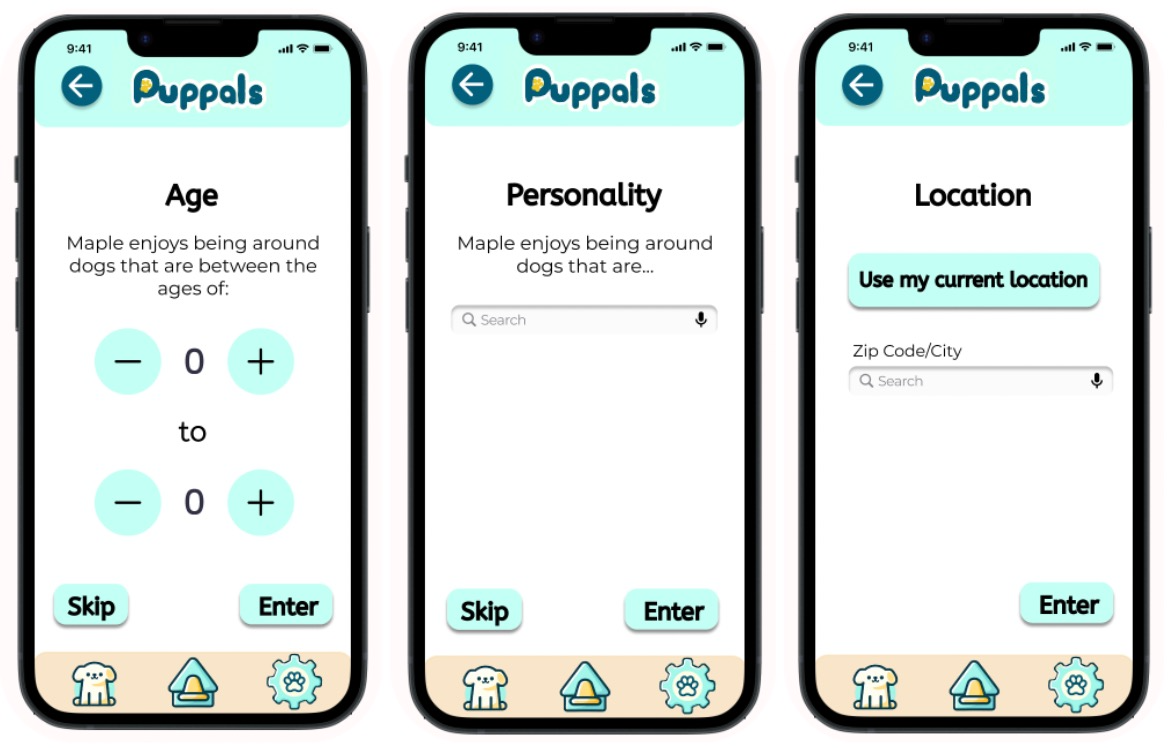 9:41
Puppals
Age
Maple enjoys being around
dogs that are between the
ages of:
− 0 +
to
− 0 +
Skip
Enter
9:41
Puppals
Personality
Maple enjoys being around
dogs that are...
Search
Skip
Enter
9:41
Puppals
Location
Use my current location
Zip Code/City
Search
Enter